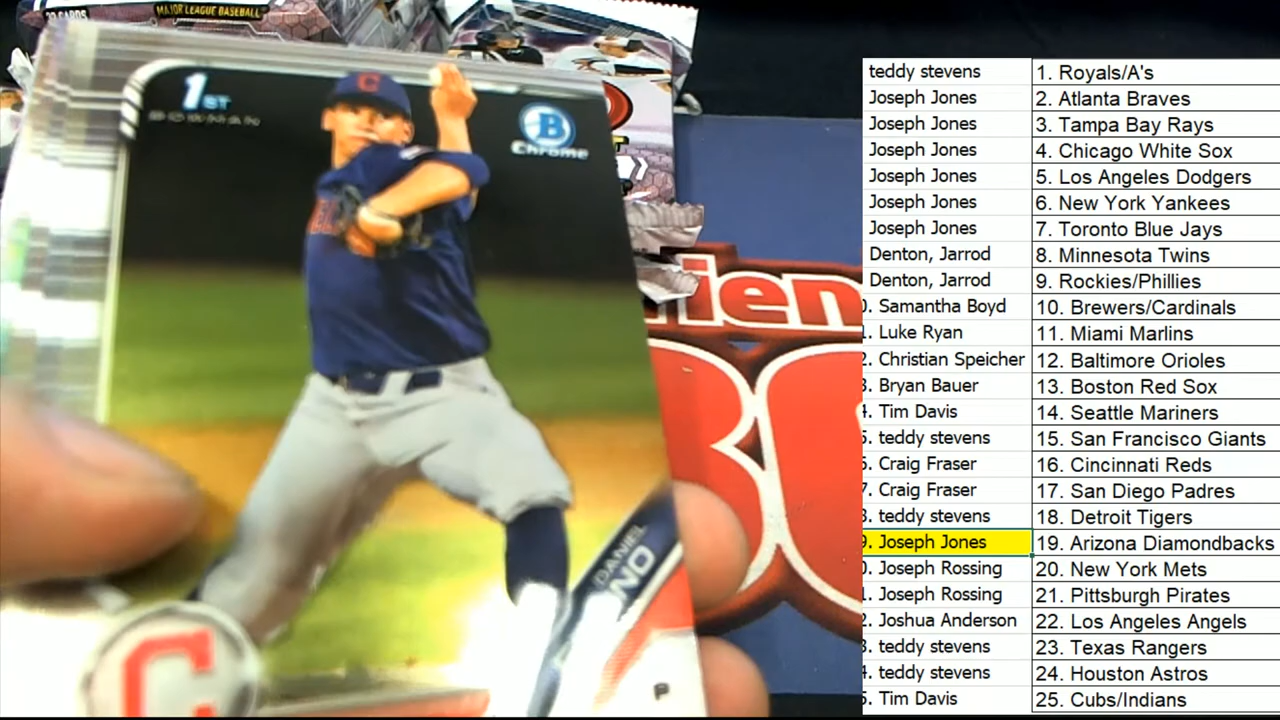 MAJOR LEAGUE BASEBALL
1ST
BOWMAN
B
Chrome
C
DANIEL
P
C
teddy stevens 1. Royals/A's
Joseph Jones 2. Atlanta Braves
Joseph Jones 3. Tampa Bay Rays
Joseph Jones 4. Chicago White Sox
Joseph Jones 5. Los Angeles Dodgers
Joseph Jones 6. New York Yankees
Joseph Jones 7. Toronto Blue Jays
Denton, Jarrod 8. Minnesota Twins
Denton, Jarrod 9. Rockies/Phillies
Samantha Boyd 10. Brewers/Cardinals
Luke Ryan 11. Miami Marlins
Christian Speicher 12. Baltimore Orioles
Bryan Bauer 13. Boston Red Sox
Tim Davis 14. Seattle Mariners
teddy stevens 15. San Francisco Giants
Craig Fraser 16. Cincinnati Reds
Craig Fraser 17. San Diego Padres
teddy stevens 18. Detroit Tigers
Joseph Jones 19. Arizona Diamondbacks
Joseph Rossing 20. New York Mets
Joseph Rossing 21. Pittsburgh Pirates
Joshua Anderson 22. Los Angeles Angels
teddy stevens 23. Texas Rangers
teddy stevens 24. Houston Astros
Tim Davis 25. Cubs/Indians